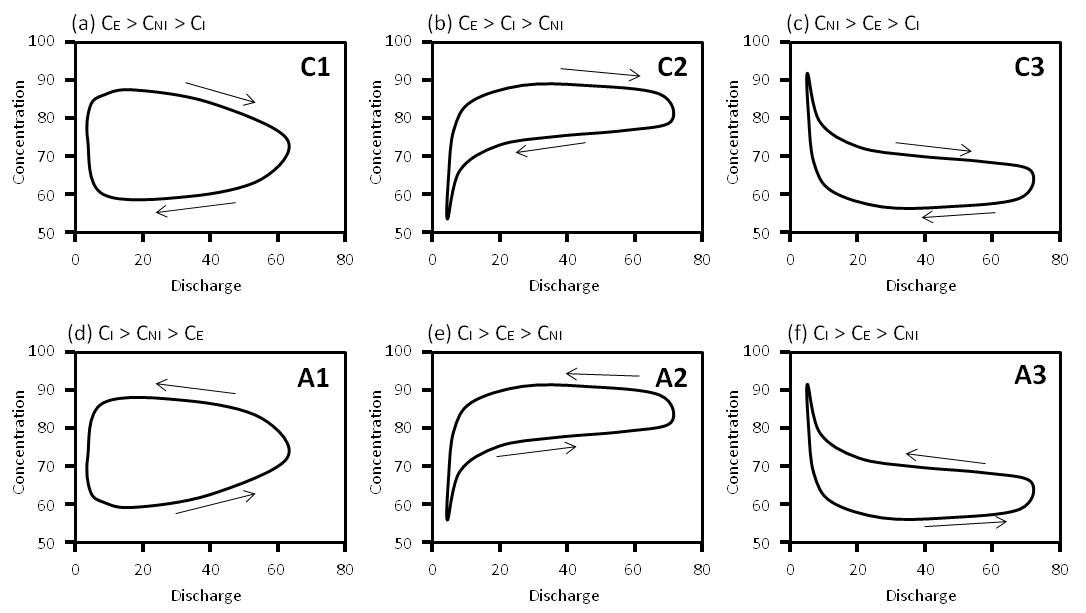 (a) CE > CNI > CI
(b) CE > CI > CNI
(c) CNI > CE > CI
100
90
80
70
60
50
Concentration
C1
0 20 40 60 80
Discharge
100
90
80
70
60
50
Concentration
C2
0 20 40 60 80
Discharge
100
90
80
70
60
50
Concentration
C3
0 20 40 60 80
Discharge
(d) CI > CNI > CE
(e) CI > CE > CNI
(f) CI > CE > CNI
100
90
80
70
60
50
Concentration
A1
0 20 40 60 80
Discharge
100
90
80
70
60
50
Concentration
A2
0 20 40 60 80
Discharge
100
90
80
70
60
50
Concentration
A3
0 20 40 60 80
Discharge